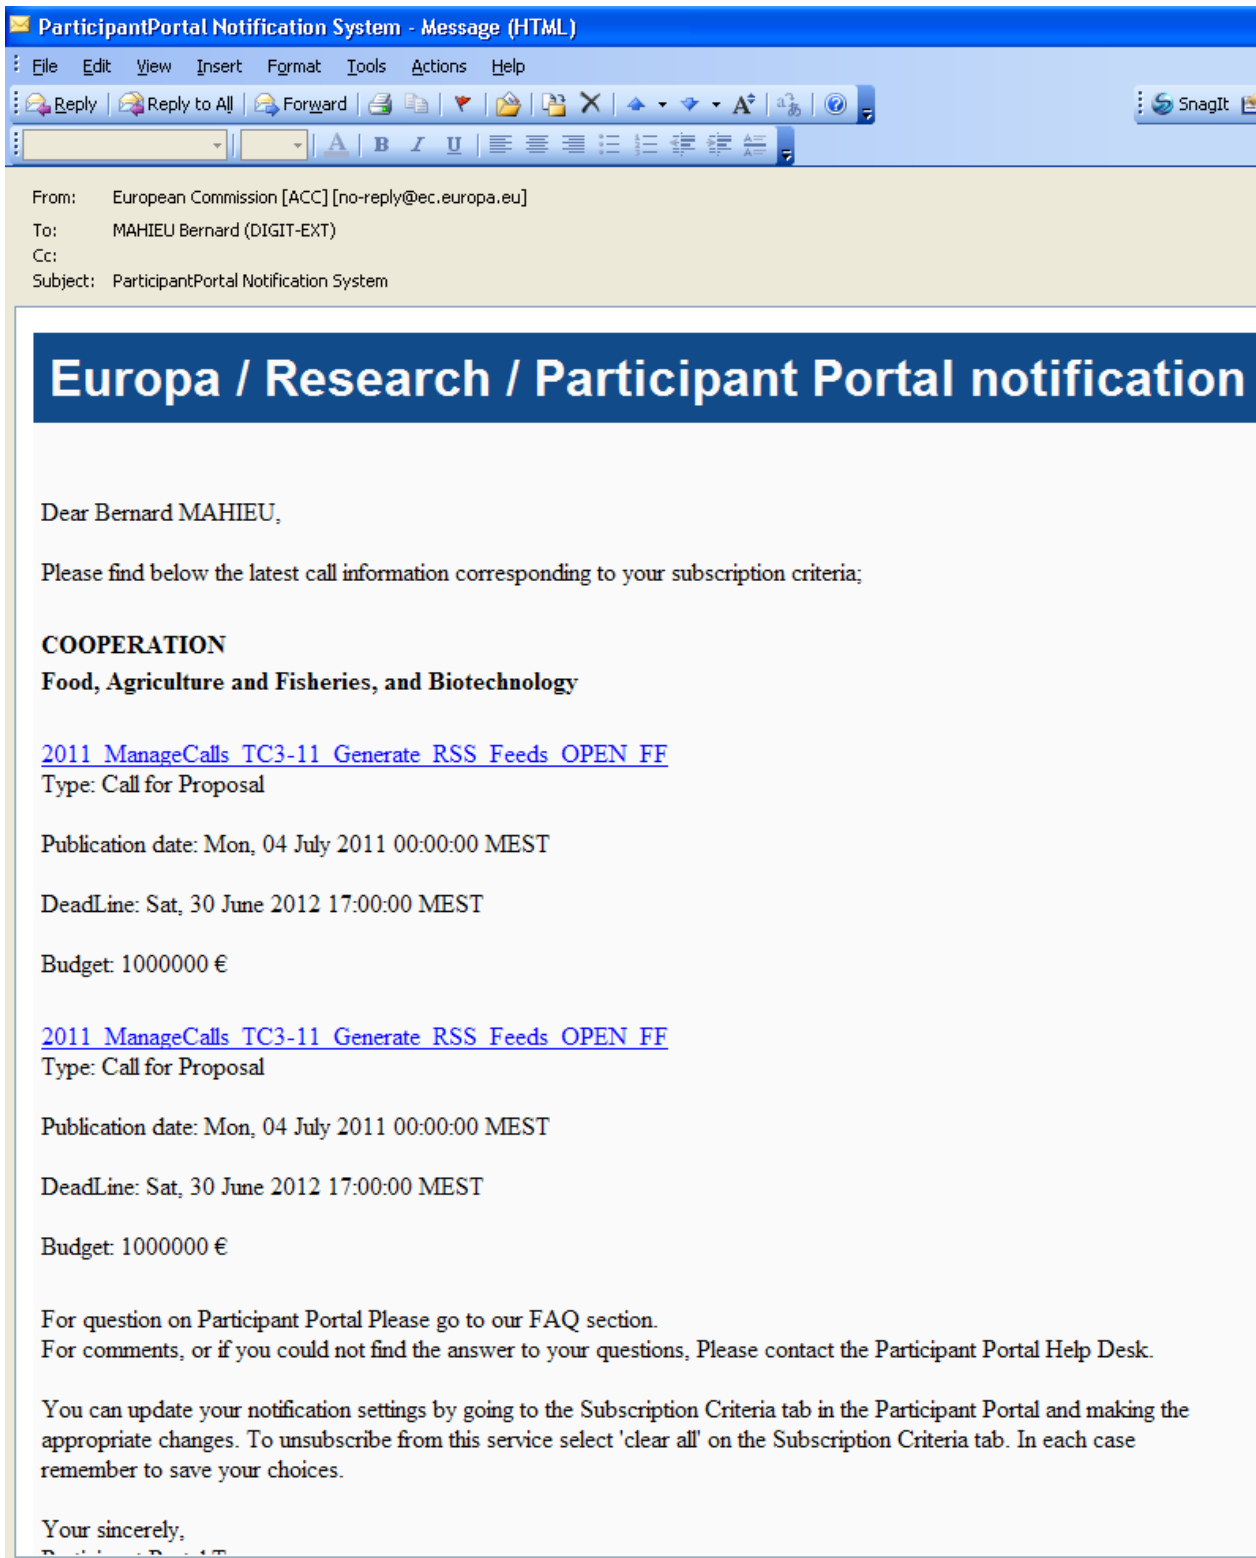 ParticipantPortal Notification System - Message (HTML)
File Edit View Insert Format Tools Actions Help
Reply Reply to All Forward SnagIt
From: European Commission [ACC] [no-reply@ec.europa.eu]
To: MAHIEU Bernard (DIGIT-EXT)
Cc:
Subject: ParticipantPortal Notification System
Europa / Research / Participant Portal notification
Dear Bernard MAHIEU,
Please find below the latest call information corresponding to your subscription criteria;
COOPERATION
Food, Agriculture and Fisheries, and Biotechnology
2011_ManageCalls_TC3-11_Generate_RSS_Feeds_OPEN_FF
Type: Call for Proposal
Publication date: Mon, 04 July 2011 00:00:00 MEST
DeadLine: Sat, 30 June 2012 17:00:00 MEST
Budget: 1000000 €
2011_ManageCalls_TC3-11_Generate_RSS_Feeds_OPEN_FF
Type: Call for Proposal
Publication date: Mon, 04 July 2011 00:00:00 MEST
DeadLine: Sat, 30 June 2012 17:00:00 MEST
Budget: 1000000 €
For question on Participant Portal Please go to our FAQ section.
For comments, or if you could not find the answer to your questions, Please contact the Participant Portal Help Desk.
You can update your notification settings by going to the Subscription Criteria tab in the Participant Portal and making the
appropriate changes. To unsubscribe from this service select 'clear all' on the Subscription Criteria tab. In each case
remember to save your choices.
Your sincerely,